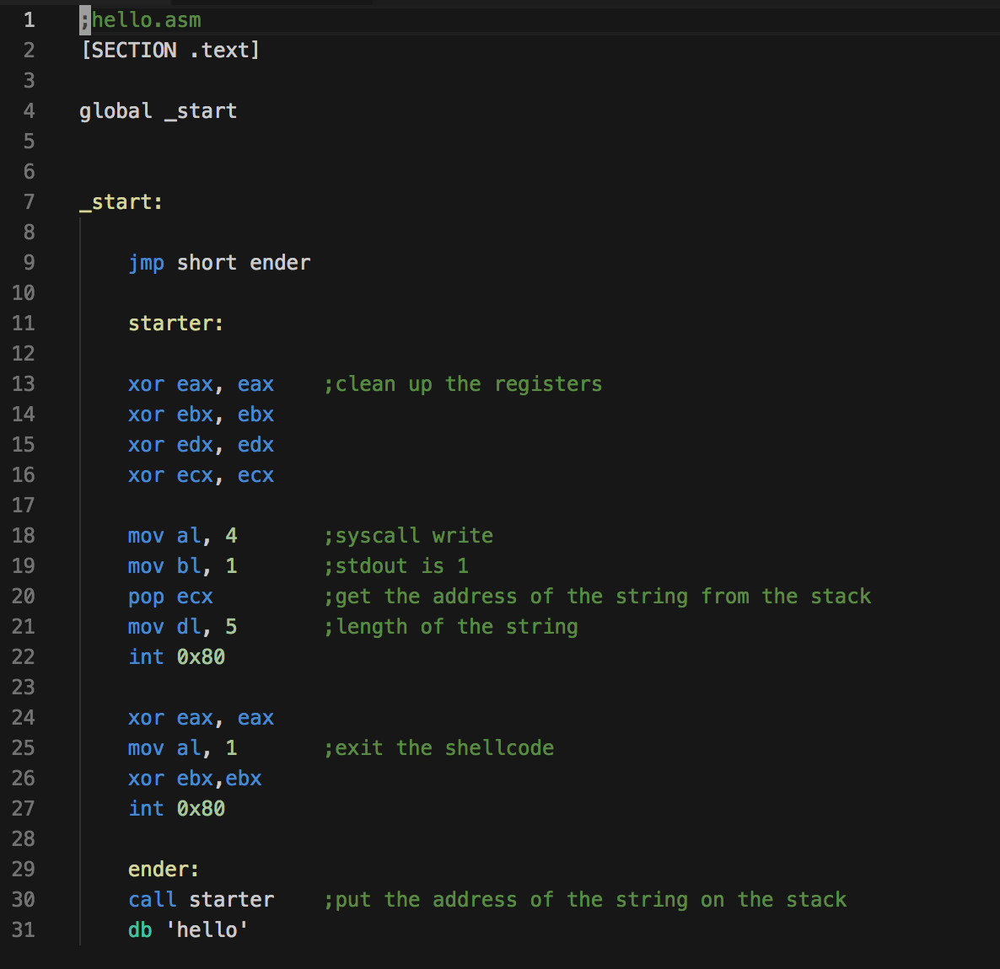 1 ;hello.asm
2 [SECTION .text]
3
4 global _start
5
6
7 _start:
8
9     jmp short ender
10
11     starter:
12
13     xor eax, eax    ;clean up the registers
14     xor ebx, ebx
15     xor edx, edx
16     xor ecx, ecx
17
18     mov al, 4       ;syscall write
19     mov bl, 1       ;stdout is 1
20     pop ecx         ;get the address of the string from the stack
21     mov dl, 5       ;length of the string
22     int 0x80
23
24     xor eax, eax
25     mov al, 1       ;exit the shellcode
26     xor ebx,ebx
27     int 0x80
28
29     ender:
30     call starter    ;put the address of the string on the stack
31     db 'hello'